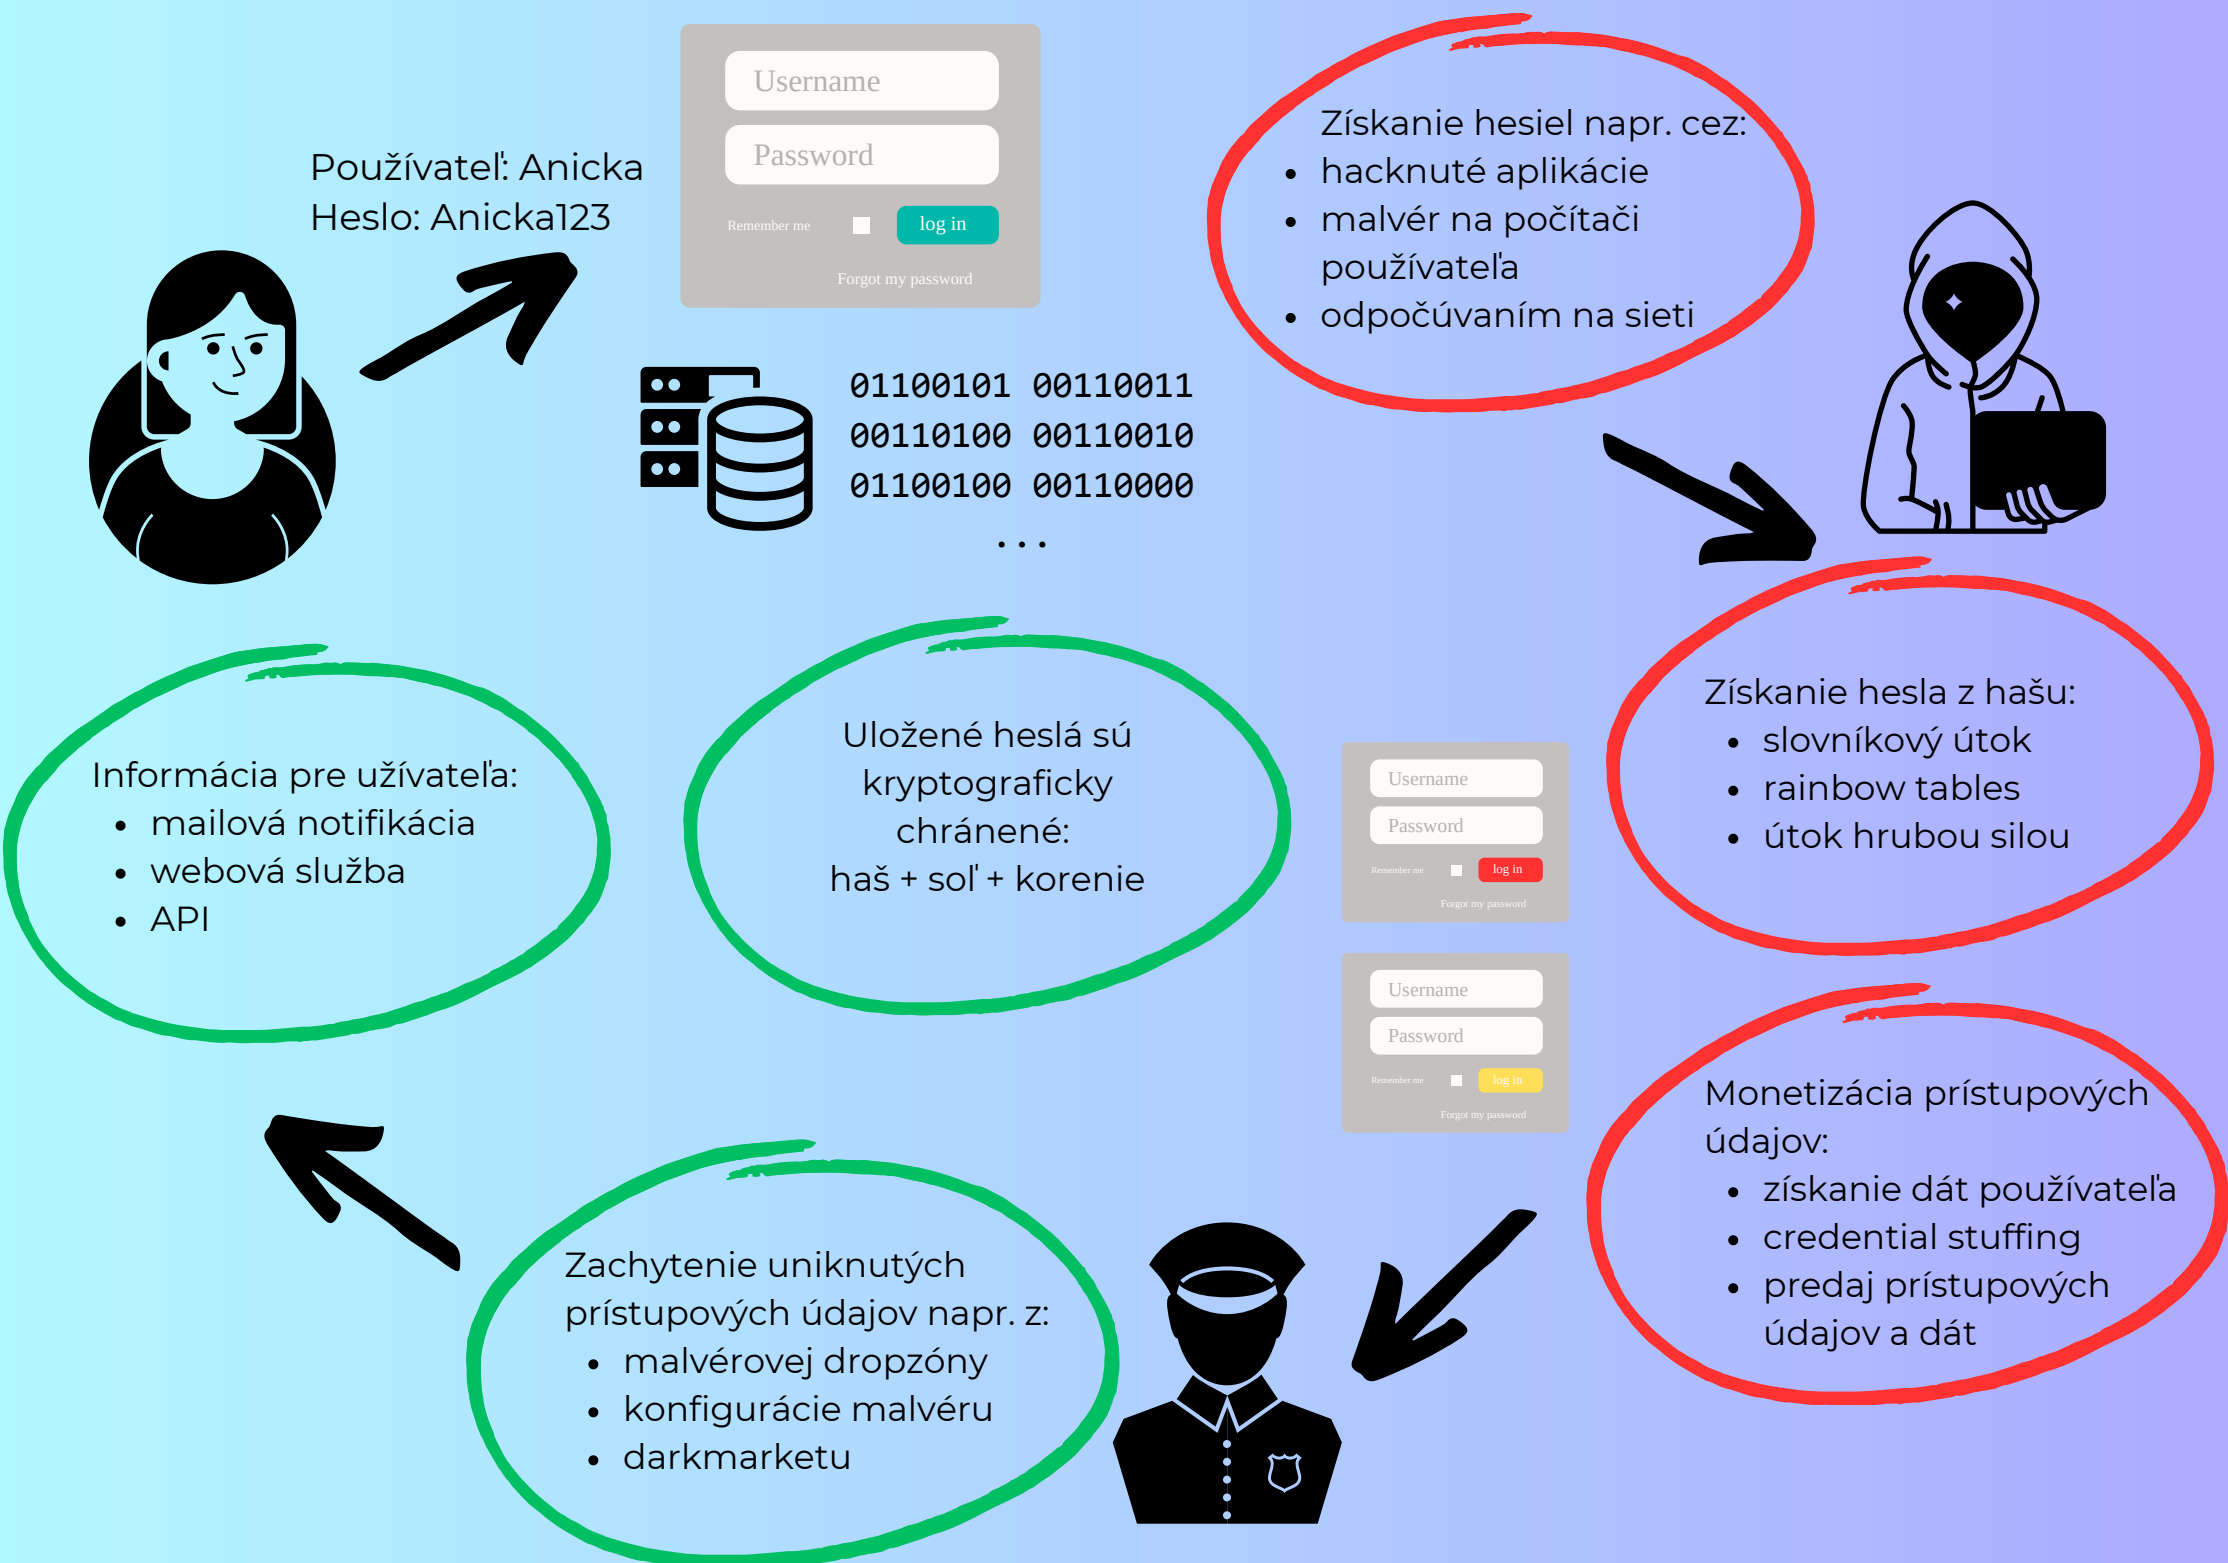 Používateľ: Anicka
Heslo: Anicka123
Username
Password
Remember me
log in
Forgot my password
01100101 00110011
00110100 00110010
01100100 00110000
...
Získanie hesiel napr. cez:
• hacknuté aplikácie
• malvér na počítači
používateľa
• odpočúvaním na sieti
Získanie hesla z hašu:
• slovníkový útok
• rainbow tables
• útok hrubou silou
Uložené heslá sú
kryptograficky
chránené:
haš + soľ + korenie
Informácia pre užívateľa:
• mailová notifikácia
• webová služba
• API
Username
Password
Remember me
log in
Forgot my password
Username
Password
Remember me
log in
Forgot my password
Monetizácia prístupových
údajov:
• získanie dát používateľa
• credential stuffing
• predaj prístupových
údajov a dát
Zachytenie uniknutých
prístupových údajov napr. z:
• malvérovej dropzóny
• konfigurácie malvéru
• darkmarketu